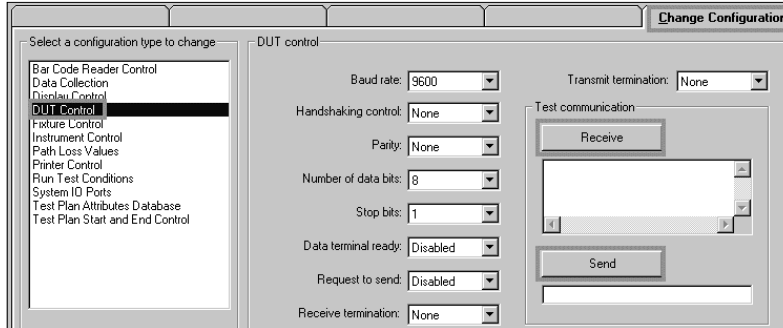 Change Configuration
Select a configuration type to change
Bar Code Reader Control
Data Collection
Display Control
DUT Control
Fixture Control
Instrument Control
Path Loss Values
Printer Control
Run Test Conditions
System IO Ports
Test Plan Attributes Database
Test Plan Start and End Control
DUT control
Baud rate: 9600
Handshaking control: None
Parity: None
Number of data bits: 8
Stop bits: 1
Data terminal ready: Disabled
Request to send: Disabled
Receive termination: None
Transmit termination: None
Test communication
Receive
Send